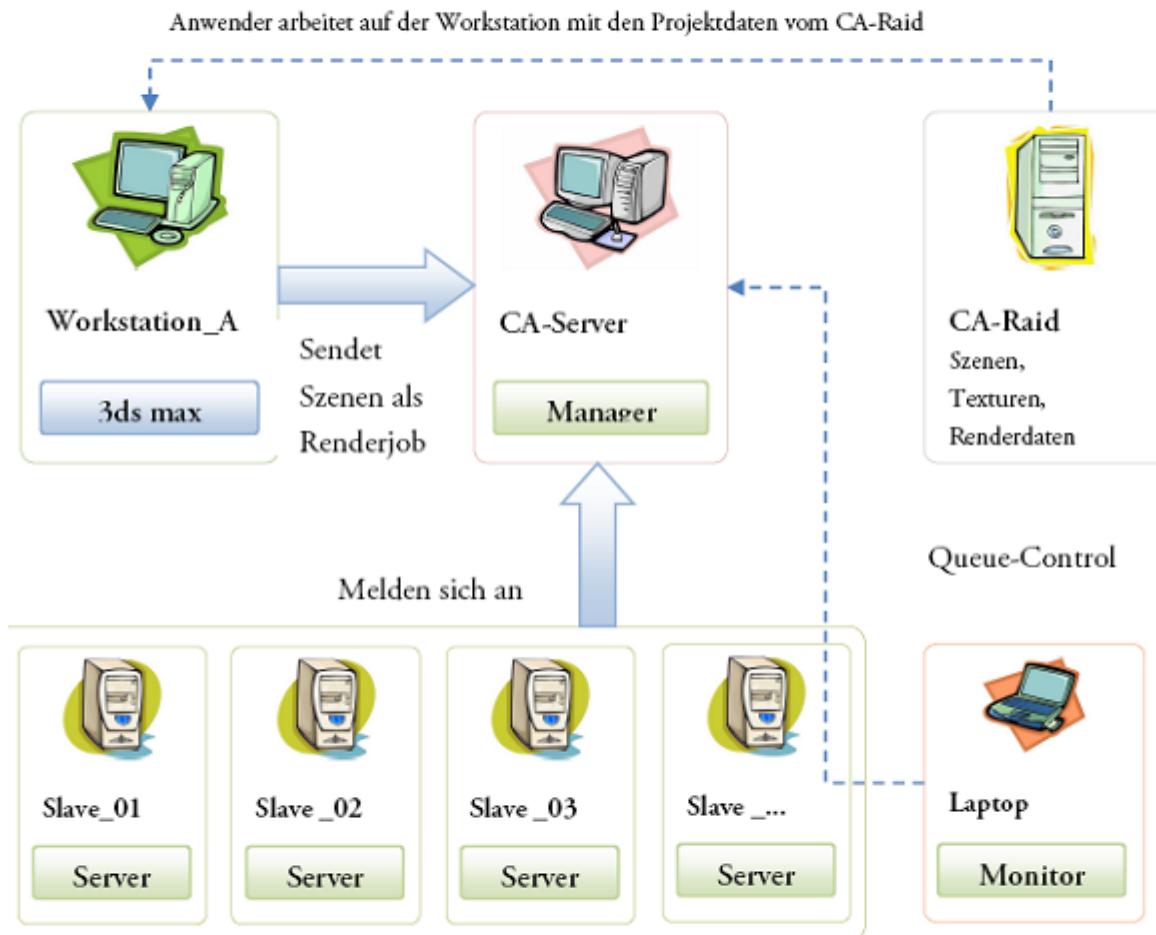 Anwender arbeitet auf der Workstation mit den Projektdaten vom CA-Raid
Workstation_A
3ds max
Sendet
Szenen als
Renderjob
CA-Server
Manager
CA-Raid
Szenen,
Texturen,
Renderdaten
Melden sich an
Queue-Control
Slave_01
Server
Slave _02
Server
Slave _03
Server
Slave _...
Server
Laptop
Monitor